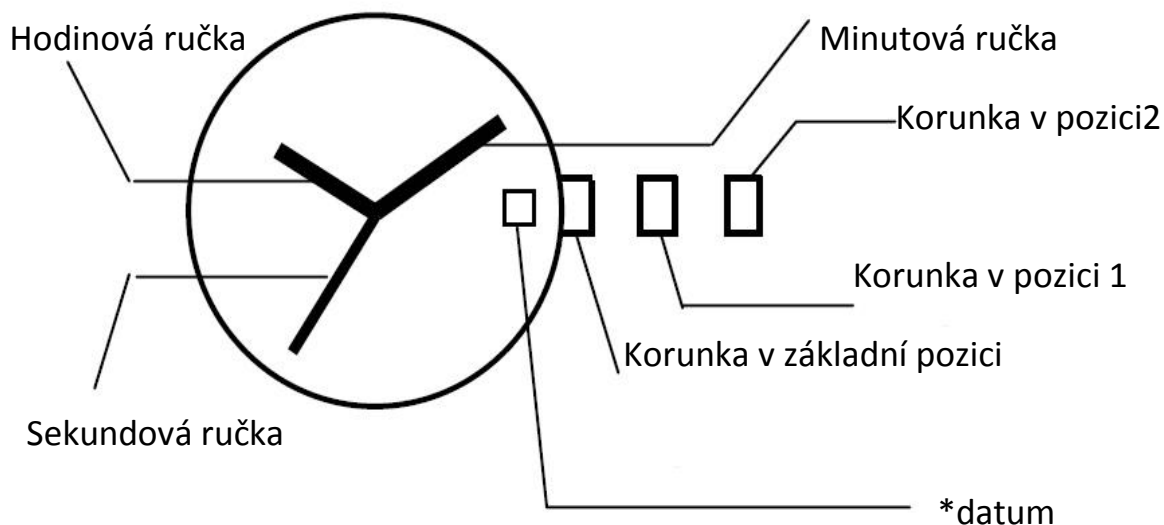 Hodinová ručka
Minutová ručka
Korunka v pozici2
Korunka v pozici 1
Korunka v základní pozici
Sekundová ručka
*datum